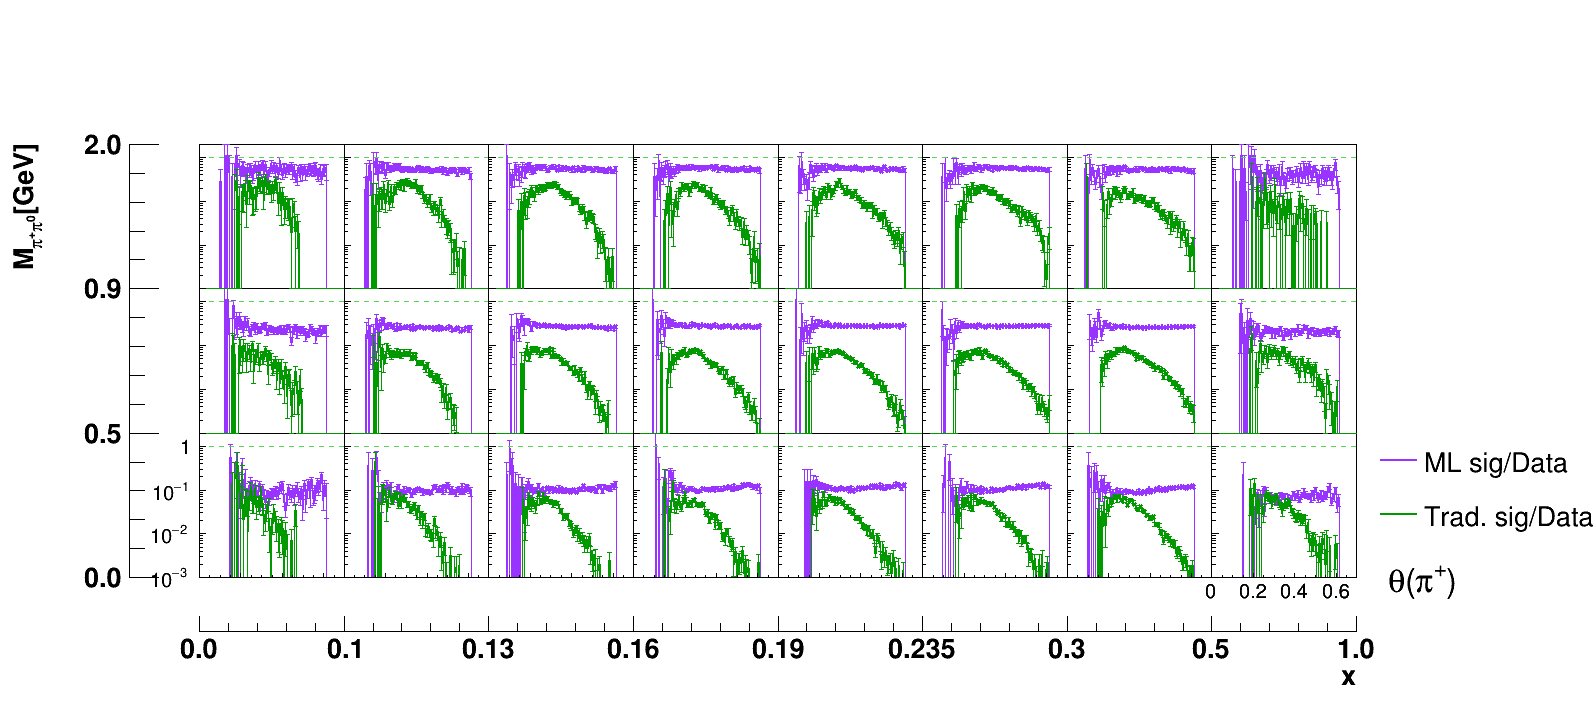 2.0
M π⁺π⁰ [GeV]
0.9
0.5
1
10⁻¹
ML sig/Data
10⁻²
Trad. sig/Data
0.0
10⁻³
θ(π⁺)
0 0.2 0.4 0.6
0.0 0.1 0.13 0.16 0.19 0.235 0.3 0.5 1.0
x